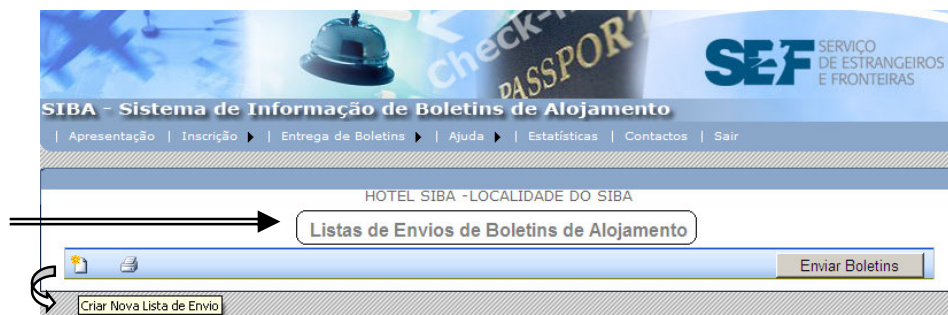 Check-in
PASSPORT
SEF SERVIÇO
DE ESTRANGEIROS
E FRONTEIRAS
SIBA - Sistema de Informação de Boletins de Alojamento
| Apresentação | Inscrição | Entrega de Boletins | Ajuda | Estatísticas | Contactos | Sair
HOTEL SIBA -LOCALIDADE DO SIBA
Listas de Envios de Boletins de Alojamento
Enviar Boletins
Criar Nova Lista de Envio